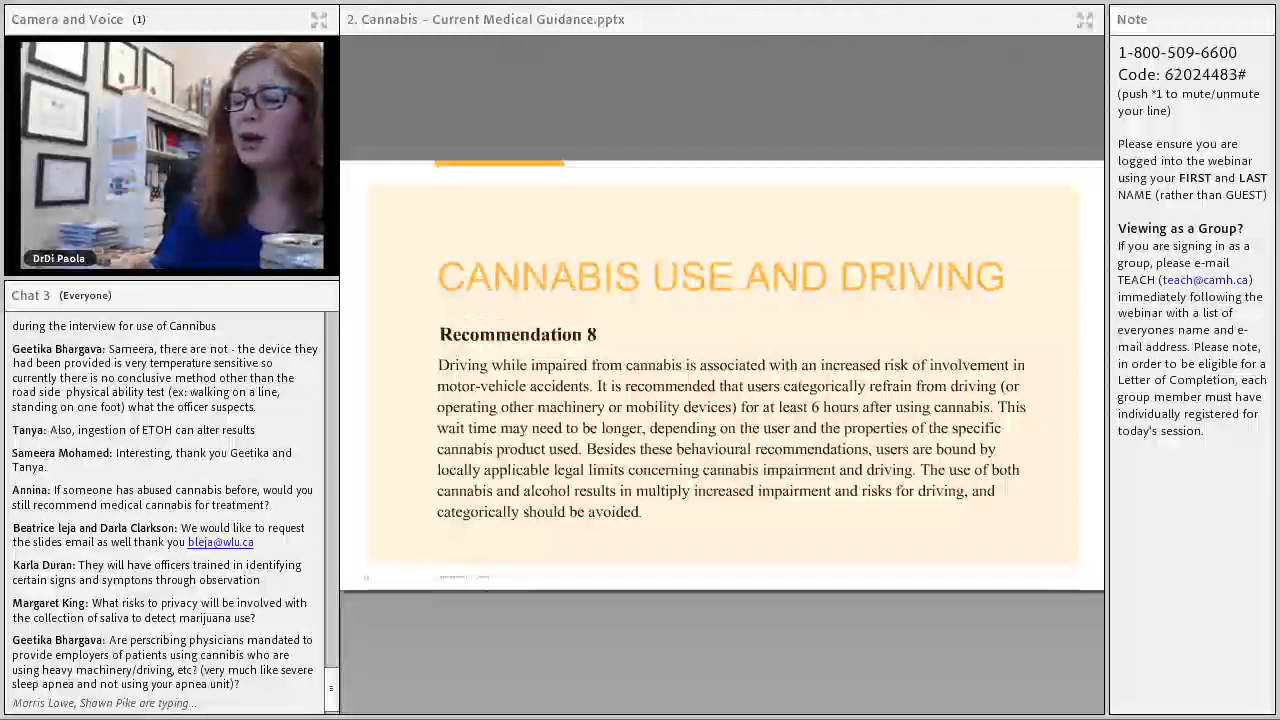 Camera and Voice (1)
DrDi Paola
Chat 3 (Everyone)
during the interview for use of Cannibus
Geetika Bhargava: Sameera, there are not - the device they
had been provided is very temperature sensitive so
currently there is no conclusive method other than the
road side physical ability test (ex: walking on a line,
standing on one foot) what the officer suspects.
Tanya: Also, ingestion of ETOH can alter results
Sameera Mohamed: Interesting, thank you Geetika and
Tanya.
Annina: If someone has abused cannabis before, would you
still recommend medical cannabis for treatment?
Beatrice leja and Darla Clarkson: We would like to request
the slides email as well thank you bleja@wlu.ca
Karla Duran: They will have officers trained in identifying
certain signs and symptoms through observation
Margaret King: What risks to privacy will be involved with
the collection of saliva to detect marijuana use?
Geetika Bhargava: Are perscribing physicians mandated to
provide employers of patients using cannibis who are
using heavy machinery/driving, etc? (very much like severe
sleep apnea and not using your apnea unit)?
Morris Lowe, Shawn Pike are typing...
2. Cannabis - Current Medical Guidance.pptx
CANNABIS USE AND DRIVING
Recommendation 8
Driving while impaired from cannabis is associated with an increased risk of involvement in
motor-vehicle accidents. It is recommended that users categorically refrain from driving (or
operating other machinery or mobility devices) for at least 6 hours after using cannabis. This
wait time may need to be longer, depending on the user and the properties of the specific
cannabis product used. Besides these behavioural recommendations, users are bound by
locally applicable legal limits concerning cannabis impairment and driving. The use of both
cannabis and alcohol results in multiply increased impairment and risks for driving, and
categorically should be avoided.
Note
1-800-509-6600
Code: 62024483#
(push *1 to mute/unmute
your line)
Please ensure you are
logged into the webinar
using your FIRST and LAST
NAME (rather than GUEST)
Viewing as a Group?
If you are signing in as a
group, please e-mail
TEACH (teach@camh.ca)
immediately following the
webinar with a list of
everyones name and e-
mail address. Please note,
in order to be eligible for a
Letter of Completion, each
group member must have
individually registered for
today's session.